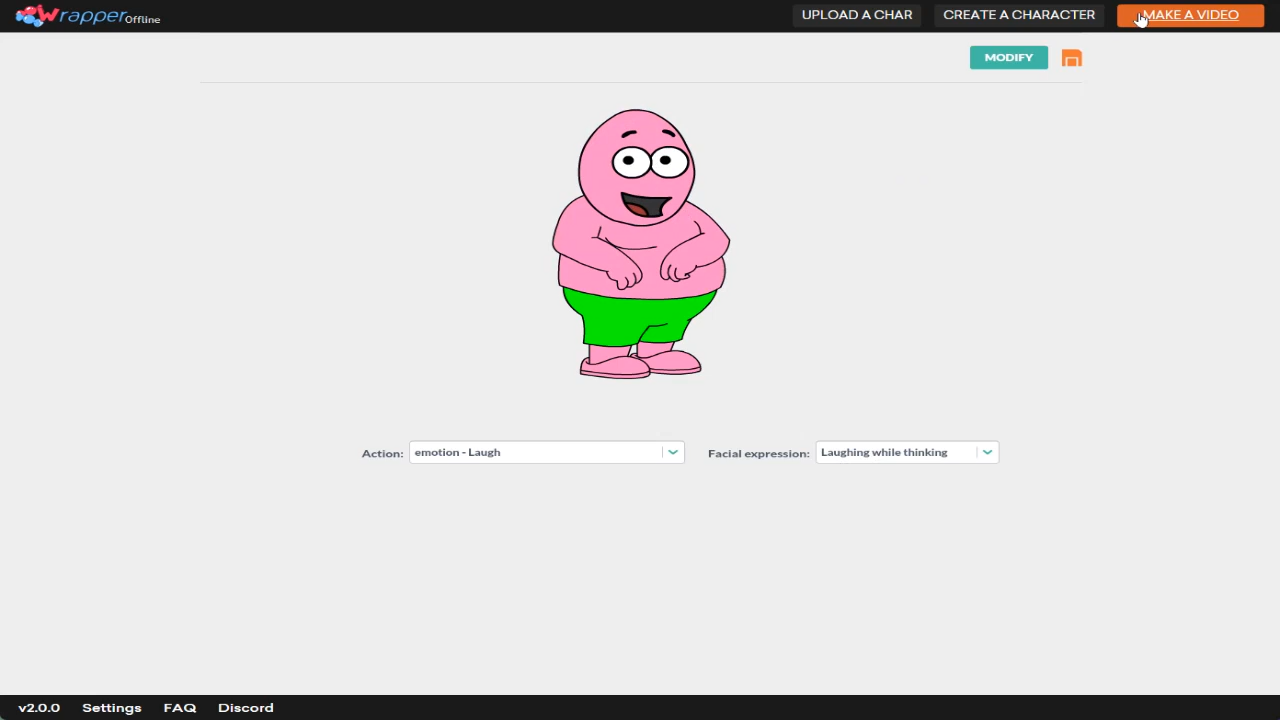 Wrapper Offline
UPLOAD A CHAR
CREATE A CHARACTER
MAKE A VIDEO
MODIFY
Action:
emotion - Laugh
Facial expression:
Laughing while thinking
v2.0.0
Settings
FAQ
Discord